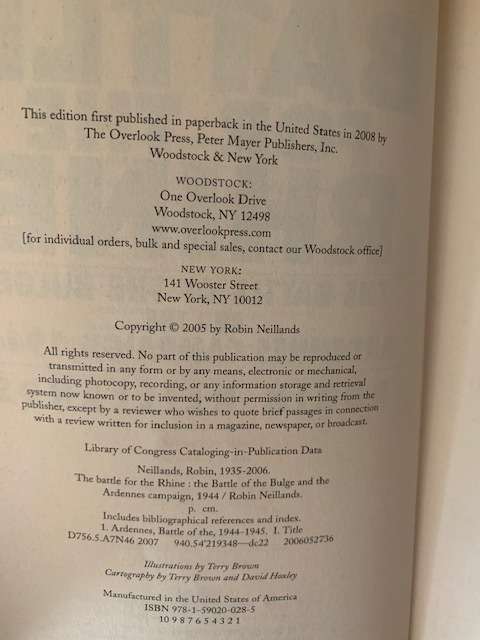 This edition first published in paperback in the United States in 2008 by
The Overlook Press, Peter Mayer Publishers, Inc.
Woodstock & New York
WOODSTOCK:
One Overlook Drive
Woodstock, NY 12498
www.overlookpress.com
[for individual orders, bulk and special sales, contact our Woodstock office]
NEW YORK:
141 Wooster Street
New York, NY 10012
Copyright © 2005 by Robin Neillands
All rights reserved. No part of this publication may be reproduced or
transmitted in any form or by any means, electronic or mechanical,
including photocopy, recording, or any information storage and retrieval
system now known or to be invented, without permission in writing from the
publisher, except by a reviewer who wishes to quote brief passages in connection
with a review written for inclusion in a magazine, newspaper, or broadcast.
Library of Congress Cataloging-in-Publication Data
Neillands, Robin, 1935-2006.
The battle for the Rhine : the Battle of the Bulge and the
Ardennes campaign, 1944 / Robin Neillands.
p. cm.
Includes bibliographical references and index.
1. Ardennes, Battle of the, 1944-1945. I. Title
D756.5.A7N46 2007 940.54'219348—dc22 2006052736
Illustrations by Terry Brown
Cartography by Terry Brown and David Hoxley
Manufactured in the United States of America
ISBN 978-1-59020-028-5
10 9 8 7 6 5 4 3 2 1